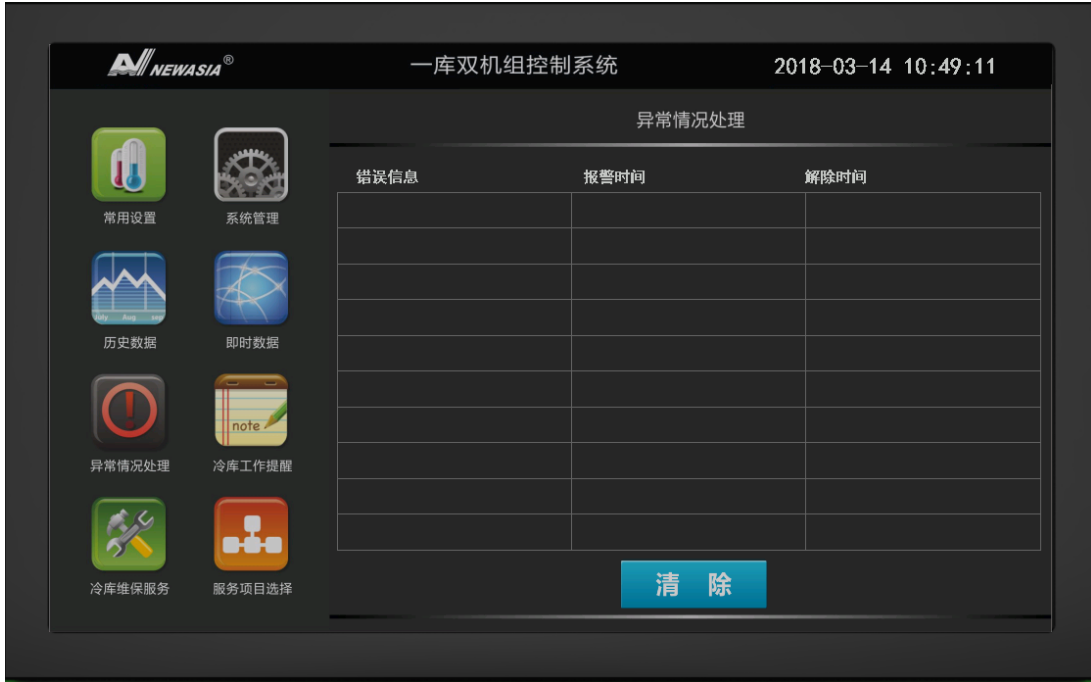 NEWASIA®
一库双机组控制系统
2018-03-14 10:49:11
异常情况处理
错误信息 报警时间 解除时间
常用设置 系统管理
July Aug sep
历史数据 即时数据
note
异常情况处理 冷库工作提醒
冷库维保服务 服务项目选择
清 除